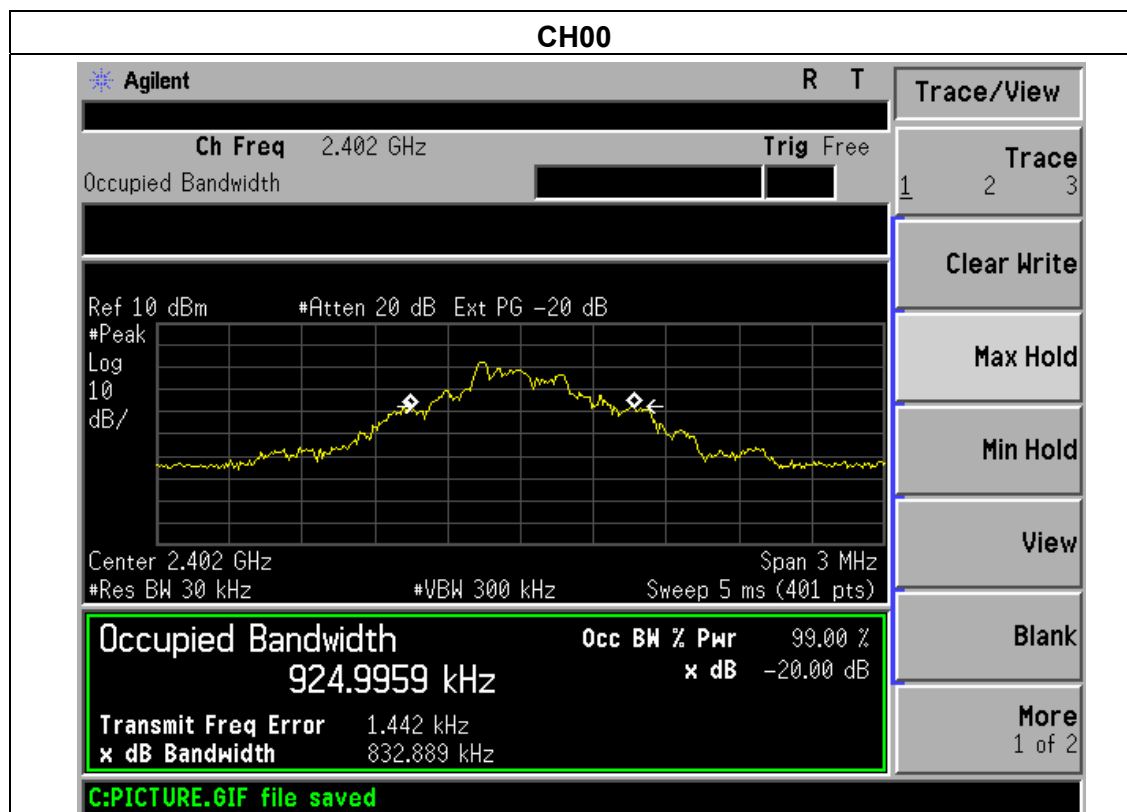 CH00
Agilent R T
Trace/View
Ch Freq 2.402 GHz Trig Free
Occupied Bandwidth
Trace
1 2 3
Clear Write
Ref 10 dBm #Atten 20 dB Ext PG -20 dB
#Peak
Log
10
dB/
Max Hold
Min Hold
View
Center 2.402 GHz Span 3 MHz
#Res BW 30 kHz #VBW 300 kHz Sweep 5 ms (401 pts)
Occupied Bandwidth
924.9959 kHz
Occ BW % Pwr 99.00 %
x dB -20.00 dB
Blank
Transmit Freq Error 1.442 kHz
x dB Bandwidth 832.889 kHz
More
1 of 2
C:PICTURE.GIF file saved